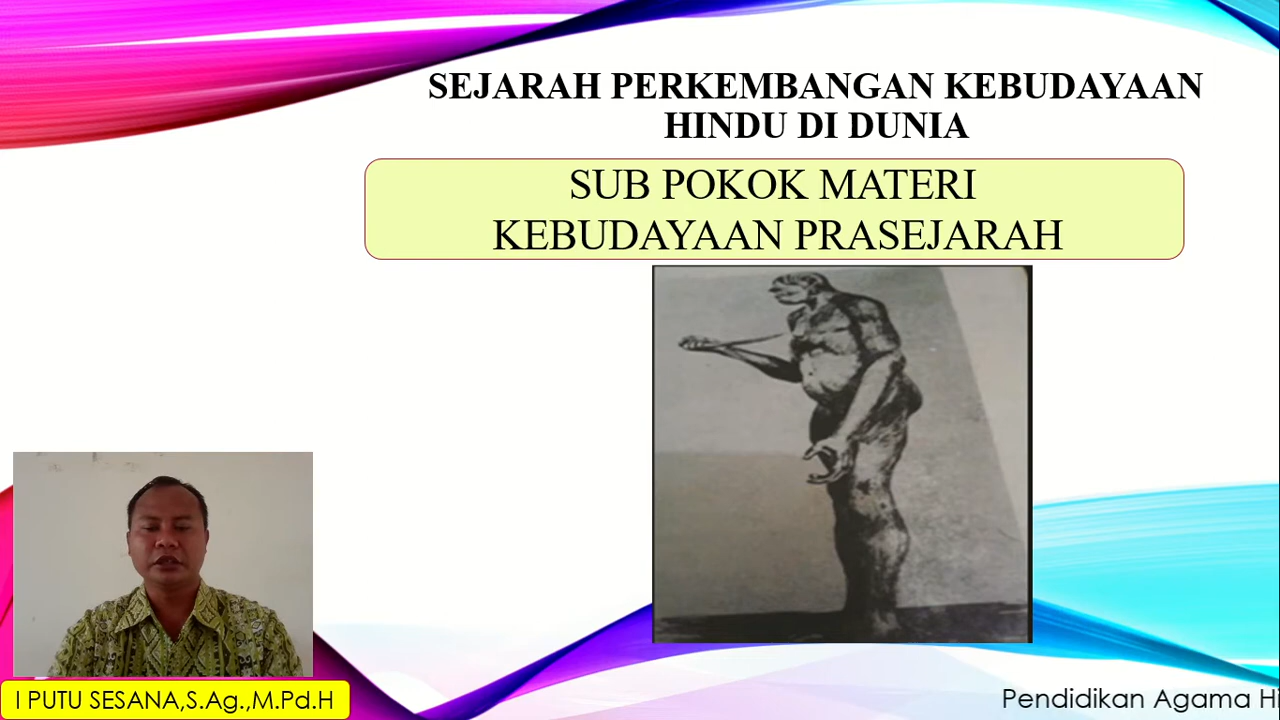 SEJARAH PERKEMBANGAN KEBUDAYAAN
HINDU DI DUNIA
SUB POKOK MATERI
KEBUDAYAAN PRASEJARAH
I PUTU SESANA,S.Ag.,M.Pd.H
Pendidikan Agama Hi